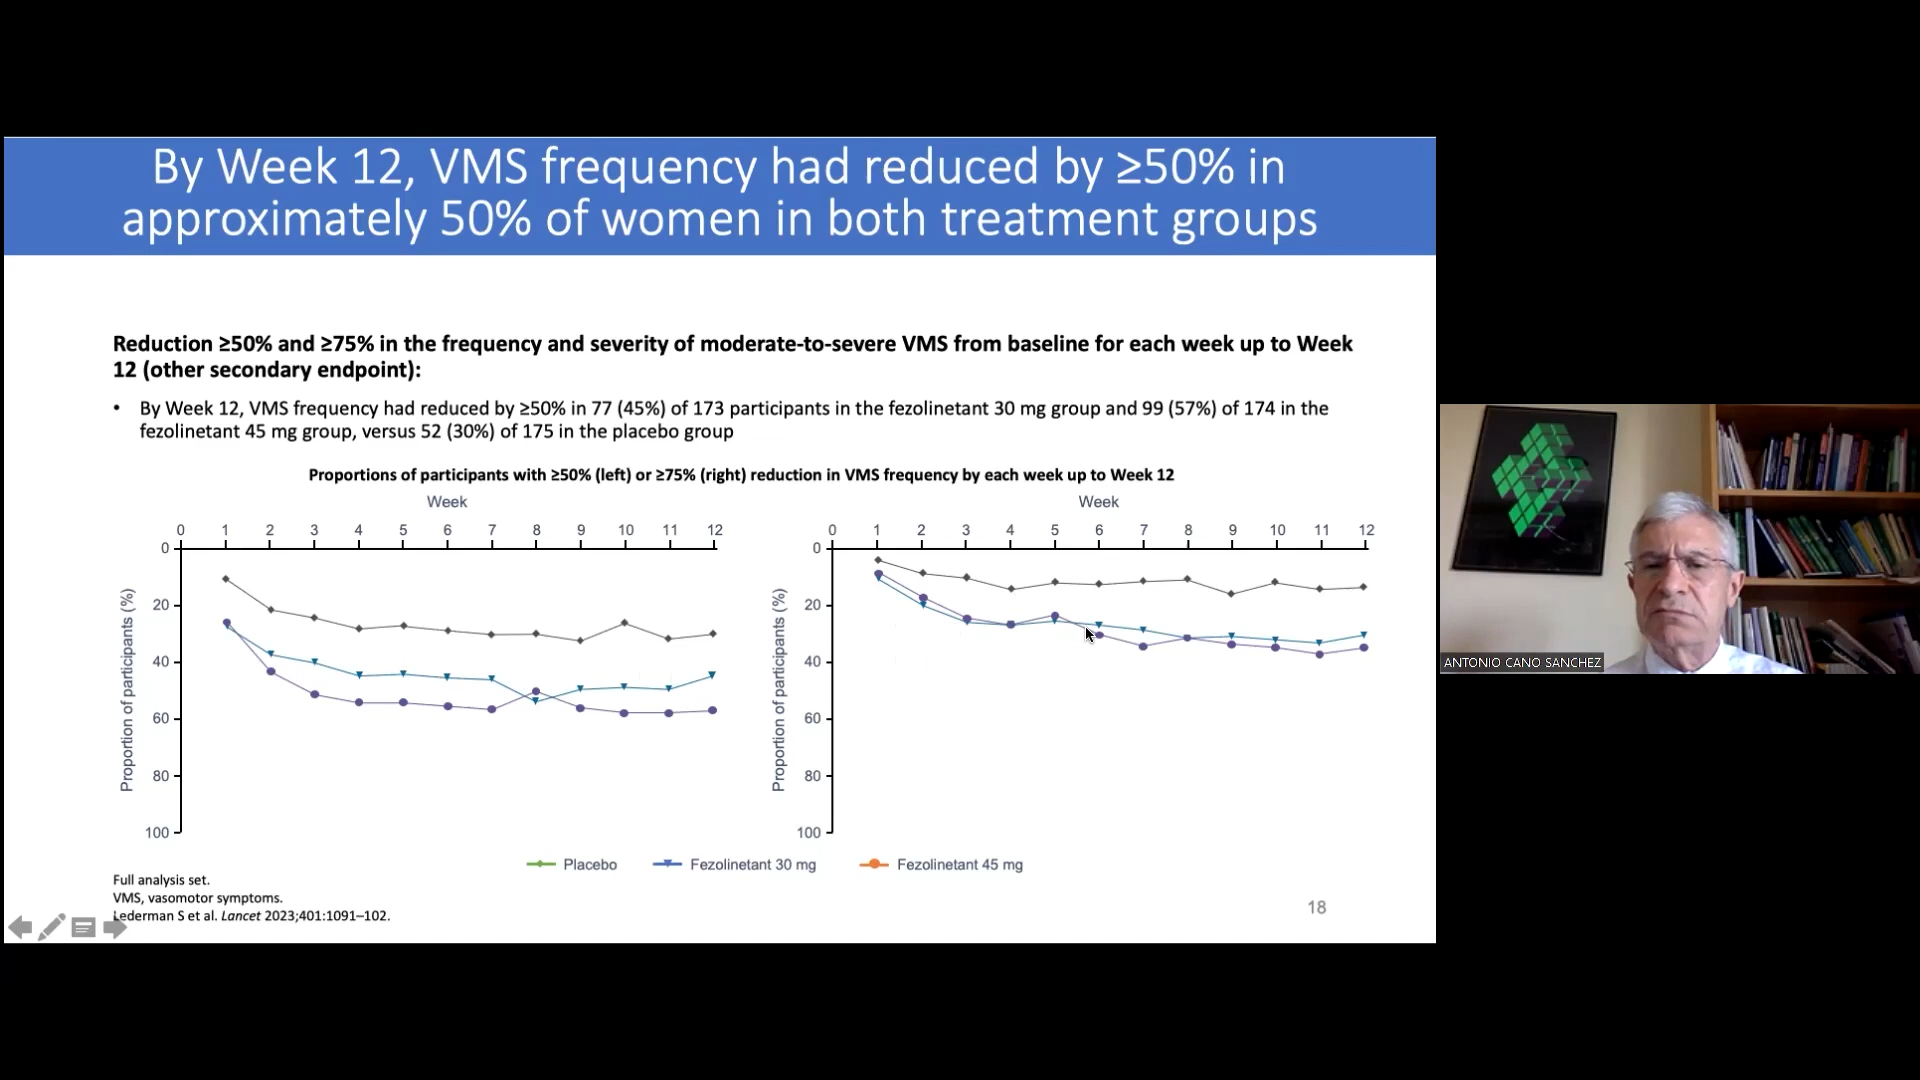 By Week 12, VMS frequency had reduced by ≥50% in
approximately 50% of women in both treatment groups
Reduction ≥50% and ≥75% in the frequency and severity of moderate-to-severe VMS from baseline for each week up to Week
12 (other secondary endpoint):
• By Week 12, VMS frequency had reduced by ≥50% in 77 (45%) of 173 participants in the fezolinetant 30 mg group and 99 (57%) of 174 in the
fezolinetant 45 mg group, versus 52 (30%) of 175 in the placebo group
Proportions of participants with ≥50% (left) or ≥75% (right) reduction in VMS frequency by each week up to Week 12
Week
0 1 2 3 4 5 6 7 8 9 10 11 12
0
20
40
60
80
100
Proportion of participants (%)
Week
0 1 2 3 4 5 6 7 8 9 10 11 12
0
20
40
60
80
100
Proportion of participants (%)
Placebo Fezolinetant 30 mg Fezolinetant 45 mg
Full analysis set.
VMS, vasomotor symptoms.
Lederman S et al. Lancet 2023;401:1091–102.
18
ANTONIO CANO SANCHEZ